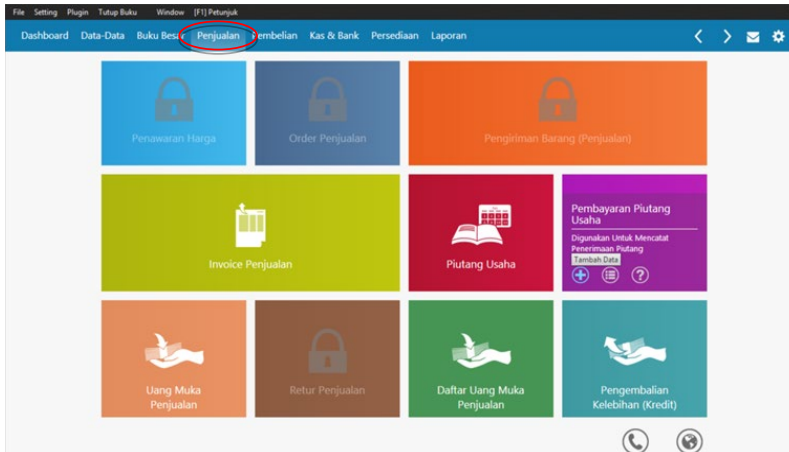 File Setting Plugin Tutup Buku Window [F1] Petunjuk
Dashboard Data-Data Buku Besar Penjualan Pembelian Kas & Bank Persediaan Laporan
Penawaran Harga
Order Penjualan
Pengiriman Barang (Penjualan)
Invoice Penjualan
Piutang Usaha
Pembayaran Piutang
Usaha
Digunakan Untuk Mencatat
Penerimaan Piutang
Tambah Data
Uang Muka
Penjualan
Retur Penjualan
Daftar Uang Muka
Penjualan
Pengembalian
Kelebihan (Kredit)